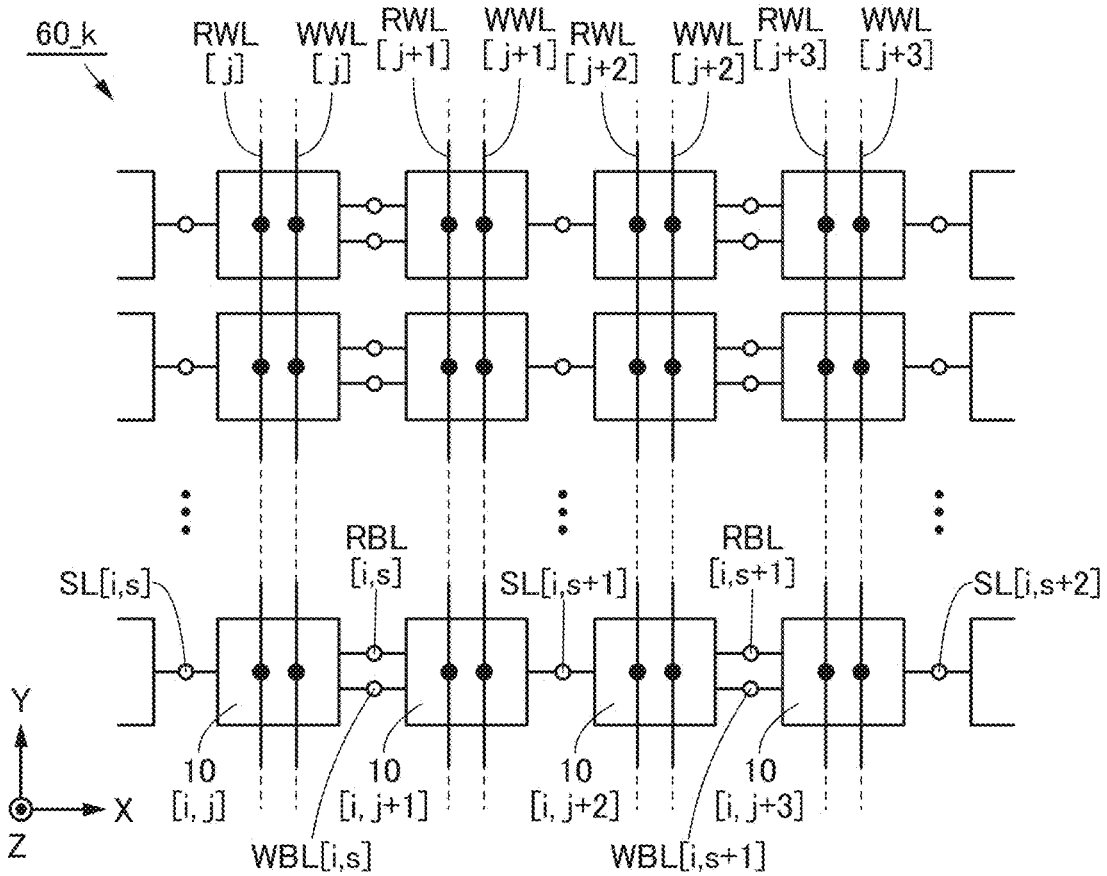 60_k
RWL
[j]
WWL
[j]
RWL
[j+1]
WWL
[j+1]
RWL
[j+2]
WWL
[j+2]
RWL
[j+3]
WWL
[j+3]
RBL
[i,s]
RBL
[i,s+1]
SL[i,s]
SL[i,s+1]
SL[i,s+2]
Y
X
Z
10
[i, j]
10
[i, j+1]
10
[i, j+2]
10
[i, j+3]
WBL[i,s]
WBL[i,s+1]